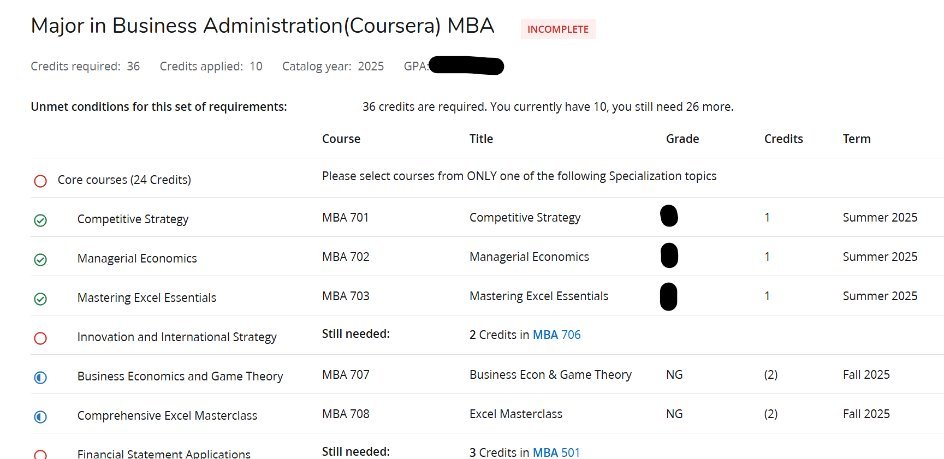 Major in Business Administration(Coursera) MBA INCOMPLETE
Credits required: 36 Credits applied: 10 Catalog year: 2025 GPA:
Unmet conditions for this set of requirements: 36 credits are required. You currently have 10, you still need 26 more.
Course Title Grade Credits Term
Core courses (24 Credits) Please select courses from ONLY one of the following Specialization topics
Competitive Strategy MBA 701 Competitive Strategy 1 Summer 2025
Managerial Economics MBA 702 Managerial Economics 1 Summer 2025
Mastering Excel Essentials MBA 703 Mastering Excel Essentials 1 Summer 2025
Innovation and International Strategy Still needed: 2 Credits in MBA 706
Business Economics and Game Theory MBA 707 Business Econ & Game Theory NG (2) Fall 2025
Comprehensive Excel Masterclass MBA 708 Excel Masterclass NG (2) Fall 2025
Financial Statement Applications Still needed: 3 Credits in MBA 501